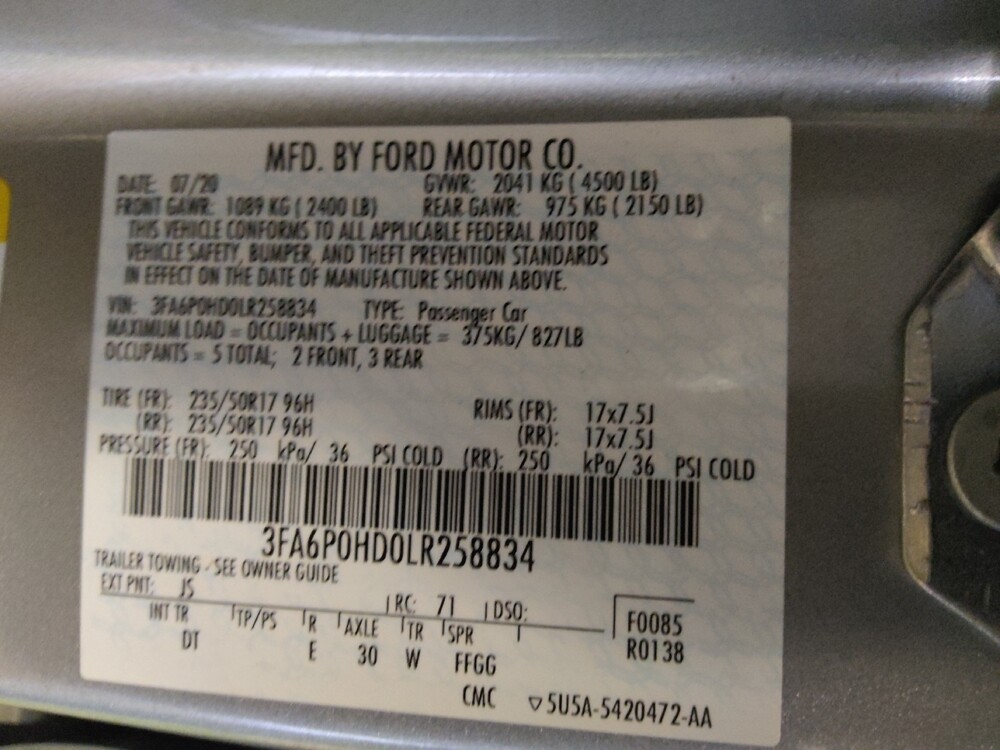 MFD. BY FORD MOTOR CO.
DATE: 07/20 GVWR: 2041 KG ( 4500 LB)
FRONT GAWR: 1089 KG ( 2400 LB) REAR GAWR: 975 KG ( 2150 LB)
THIS VEHICLE CONFORMS TO ALL APPLICABLE FEDERAL MOTOR
VEHICLE SAFETY, BUMPER, AND THEFT PREVENTION STANDARDS
IN EFFECT ON THE DATE OF MANUFACTURE SHOWN ABOVE.
VIN: 3FA6P0HD0LR258834 TYPE: Passenger Car
MAXIMUM LOAD = OCCUPANTS + LUGGAGE = 375KG/ 827LB
OCCUPANTS = 5 TOTAL; 2 FRONT, 3 REAR
TIRE (FR): 235/50R17 96H RIMS (FR): 17x7.5J
(RR): 235/50R17 96H (RR): 17x7.5J
PRESSURE (FR): 250 kPa/ 36 PSI COLD (RR): 250 kPa/ 36 PSI COLD
3FA6P0HD0LR258834
TRAILER TOWING - SEE OWNER GUIDE
EXT PNT: JS RC: 71 DSO: F0085
INT TR TP/PS R AXLE TR SPR R0138
DT E 30 W FFGG
CMC ▽5U5A-5420472-AA